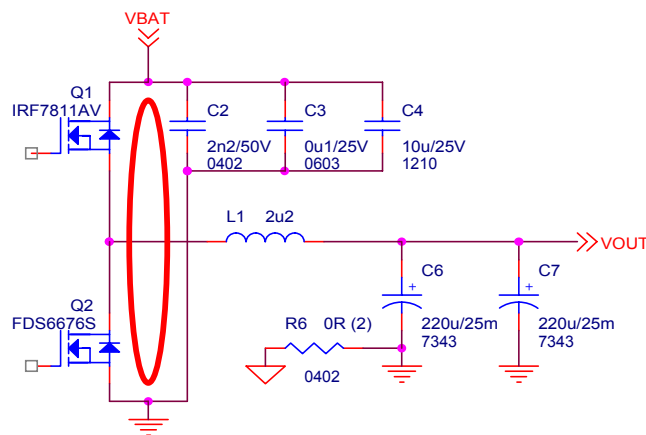 VBAT
Q1
IRF7811AV
C2
2n2/50V
0402
C3
0u1/25V
0603
C4
10u/25V
1210
L1 2u2
VOUT
Q2
FDS6676S
C6
+
220u/25m
7343
C7
+
220u/25m
7343
R6 0R (2)
0402